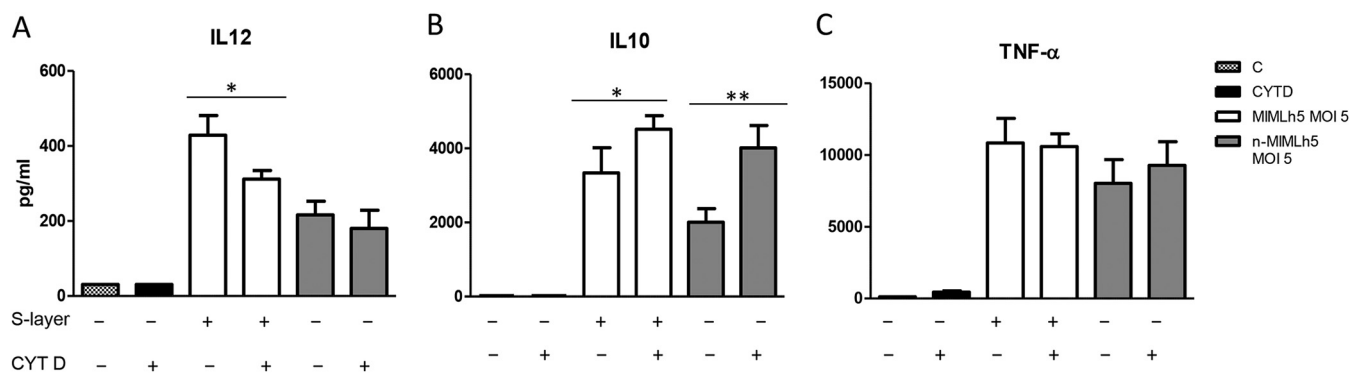 A
IL12
*
600
400
200
0
pg/ml
S-layer – – + + – –
CYT D – + – + – +
B
IL10
* **
6000
4000
2000
0
– – + + – –
– + – + – +
C
TNF-α
15000
10000
5000
0
– – + + – –
– + – + – +
C
CYTD
MIMLh5 MOI 5
n-MIMLh5
MOI 5